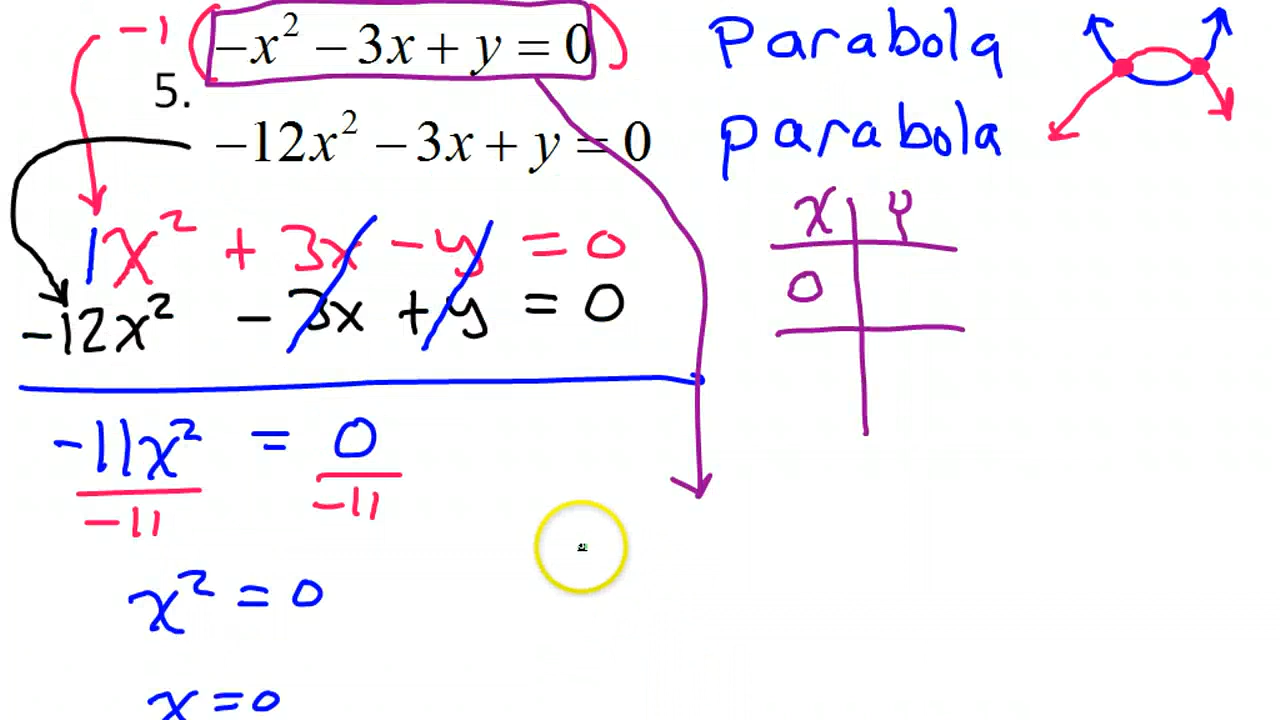 -1 ( -x² - 3x + y = 0 )
Parabola
5.
-12x² - 3x + y = 0
parabola
x y
0
1x² + 3x - y = 0
-12x² - 3x + y = 0
-11x² = 0
-11 -11
x² = 0
x = 0